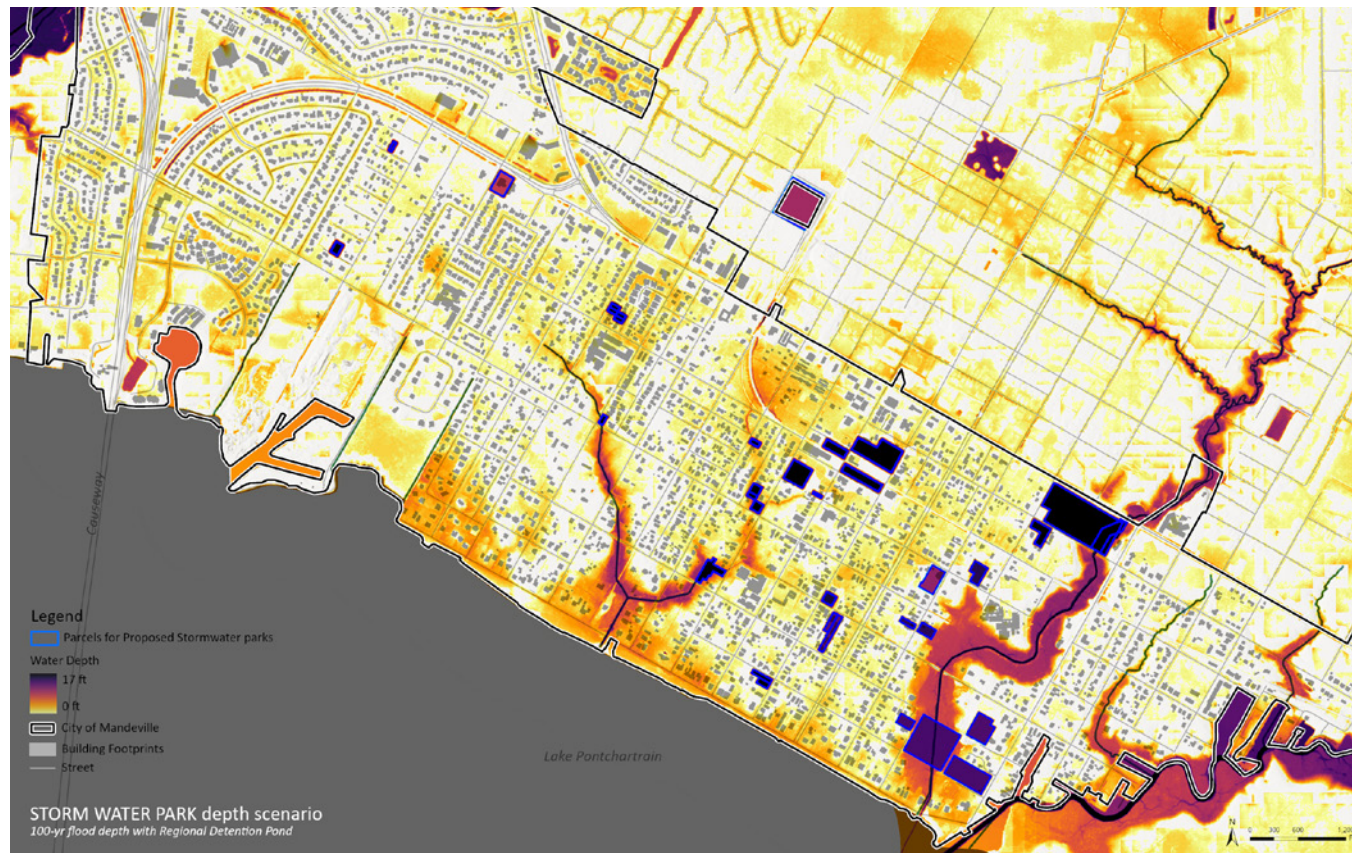 Causeway
Lake Pontchartrain
Legend
Parcels for Proposed Stormwater parks
Water Depth
17 ft
0 ft
City of Mandeville
Building Footprints
Street
STORM WATER PARK depth scenario
100-yr flood depth with Regional Detention Pond
N
0 300 600 1,200